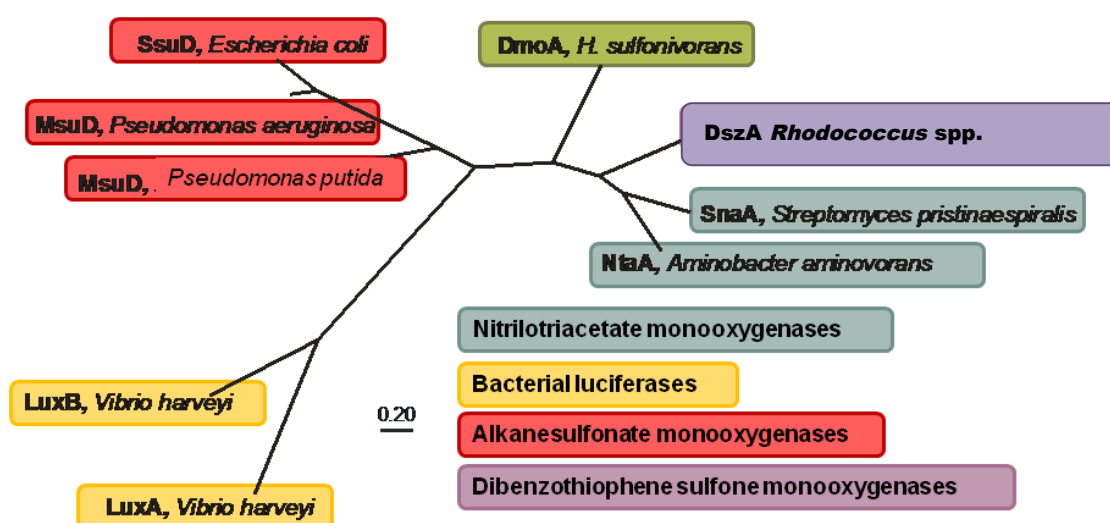 SsuD, Escherichia coli
DmoA, H. sulfonivorans
MsuD, Pseudomonas aeruginosa
DszA Rhodococcus spp.
MsuD, . Pseudomonas putida
SnaA, Streptomyces pristinaespiralis
NtaA, Aminobacter aminovorans
Nitrilotriacetate monooxygenases
Bacterial luciferases
LuxB, Vibrio harveyi
0.20
Alkanesulfonate monooxygenases
Dibenzothiophene sulfone monooxygenases
LuxA, Vibrio harveyi